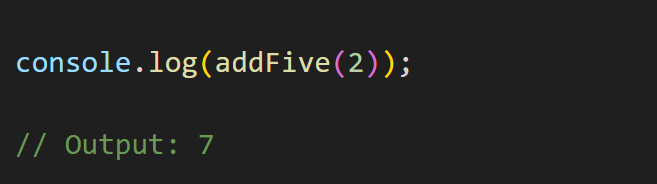 console.log(addFive(2));
// Output: 7